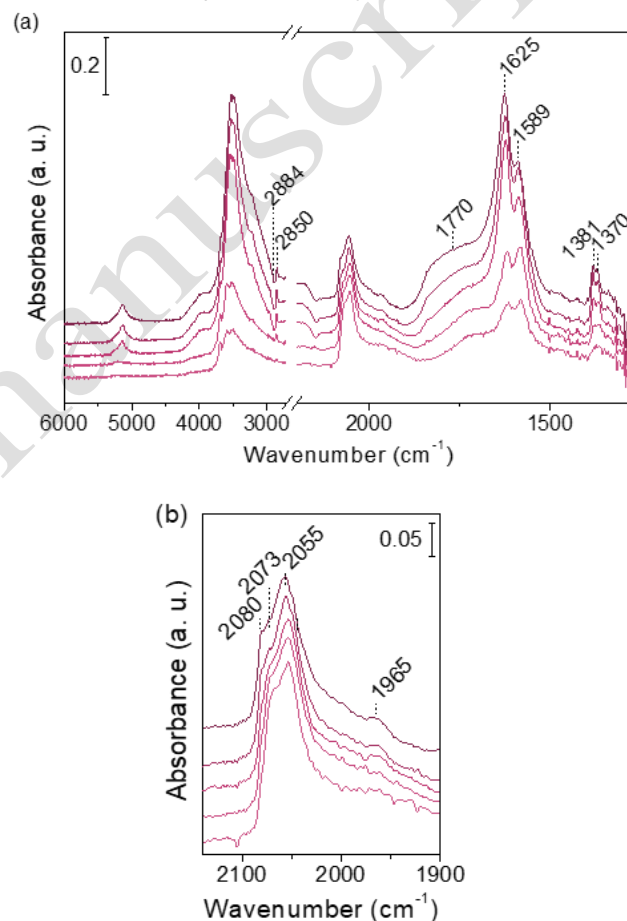 (a)
0.2
1625
1589
2884
2850
1770
1381
1370
Absorbance (a. u.)
6000 5000 4000 3000 2000 1500
Wavenumber (cm⁻¹)
(b)
0.05
2055
2073
2080
1965
Absorbance (a. u.)
2100 2000 1900
Wavenumber (cm⁻¹)
manuscrip